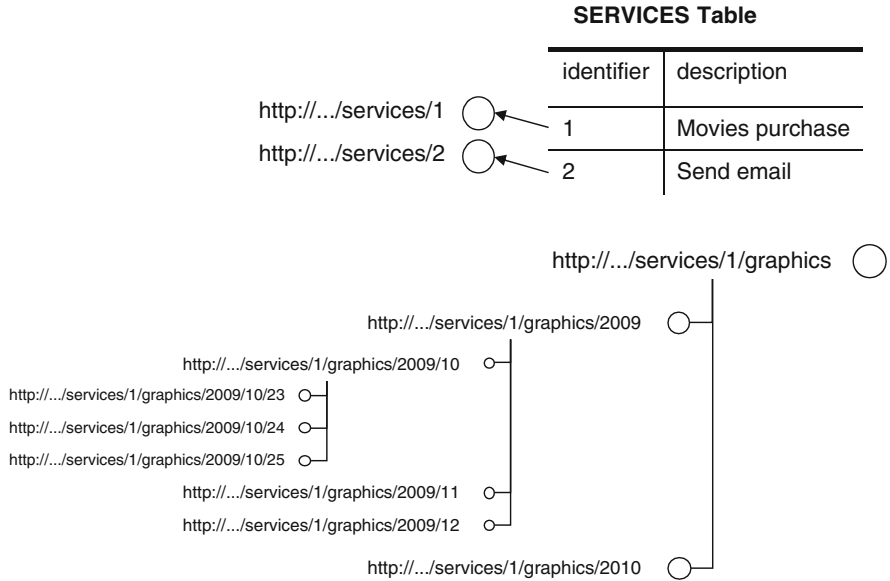 SERVICES Table
identifier description
http://.../services/1
1 Movies purchase
http://.../services/2
2 Send email
http://.../services/1/graphics
http://.../services/1/graphics/2009
http://.../services/1/graphics/2009/10
http://.../services/1/graphics/2009/10/23
http://.../services/1/graphics/2009/10/24
http://.../services/1/graphics/2009/10/25
http://.../services/1/graphics/2009/11
http://.../services/1/graphics/2009/12
http://.../services/1/graphics/2010